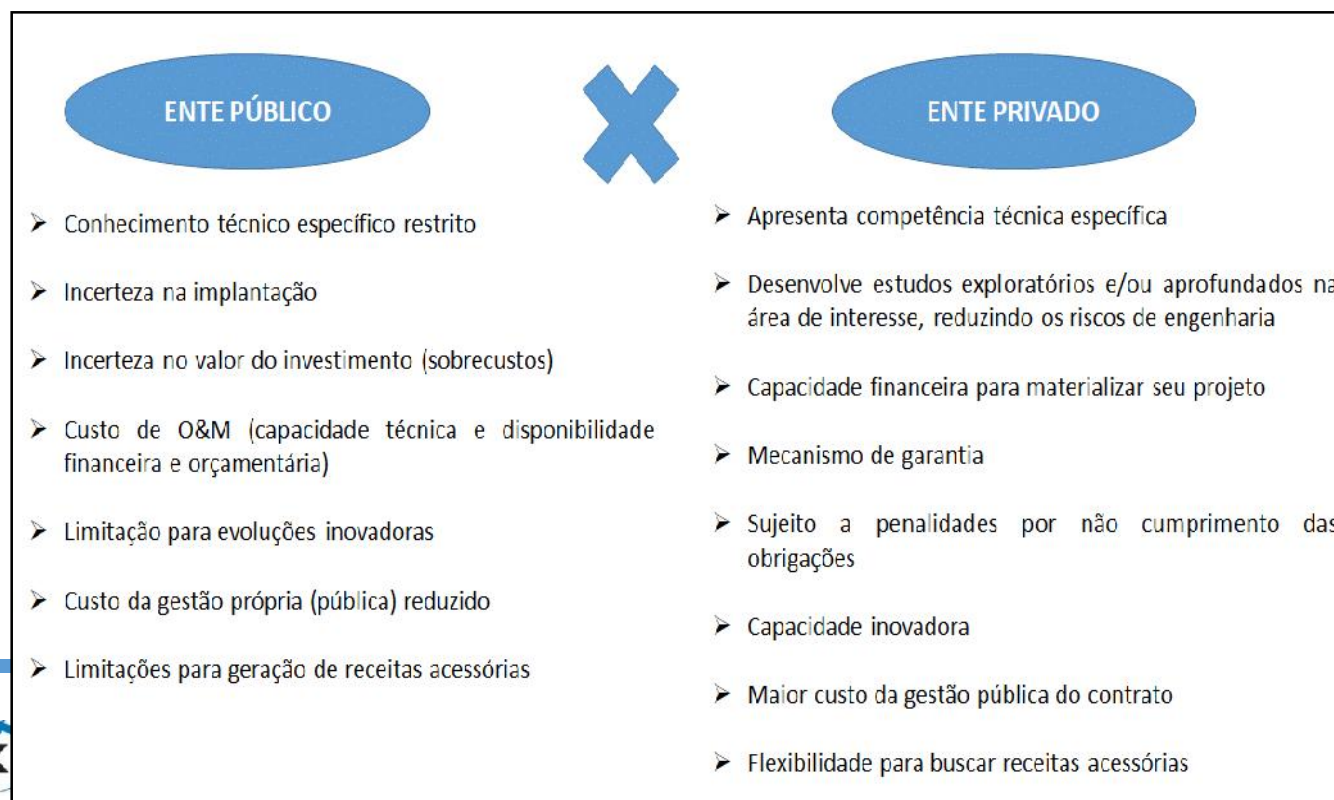 ENTE PÚBLICO
Conhecimento técnico específico restrito
Incerteza na implantação
Incerteza no valor do investimento (sobrecustos)
Custo de O&M (capacidade técnica e disponibilidade
financeira e orçamentária)
Limitação para evoluções inovadoras
Custo da gestão própria (pública) reduzido
Limitações para geração de receitas acessórias
ENTE PRIVADO
Apresenta competência técnica específica
Desenvolve estudos exploratórios e/ou aprofundados na
área de interesse, reduzindo os riscos de engenharia
Capacidade financeira para materializar seu projeto
Mecanismo de garantia
Sujeito a penalidades por não cumprimento das
obrigações
Capacidade inovadora
Maior custo da gestão pública do contrato
Flexibilidade para buscar receitas acessórias